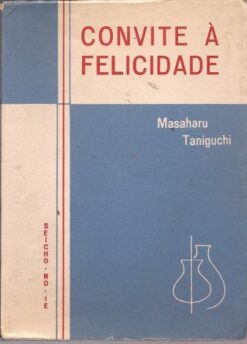 CONVITE À
FELICIDADE
Masaharu
Taniguchi
SEICHO-NO-IE